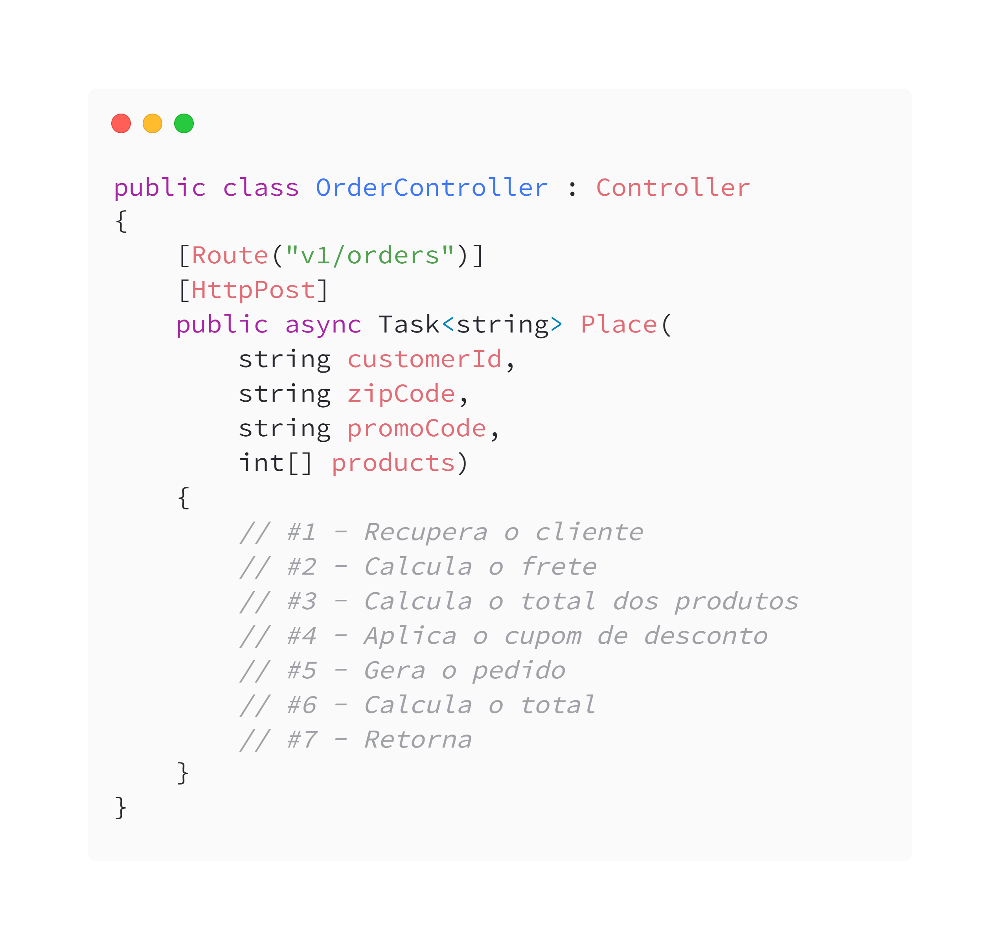 public class OrderController : Controller
{
    [Route("v1/orders")]
    [HttpPost]
    public async Task<string> Place(
        string customerId,
        string zipCode,
        string promoCode,
        int[] products)
    {
        // #1 - Recupera o cliente
        // #2 - Calcula o frete
        // #3 - Calcula o total dos produtos
        // #4 - Aplica o cupom de desconto
        // #5 - Gera o pedido
        // #6 - Calcula o total
        // #7 - Retorna
    }
}